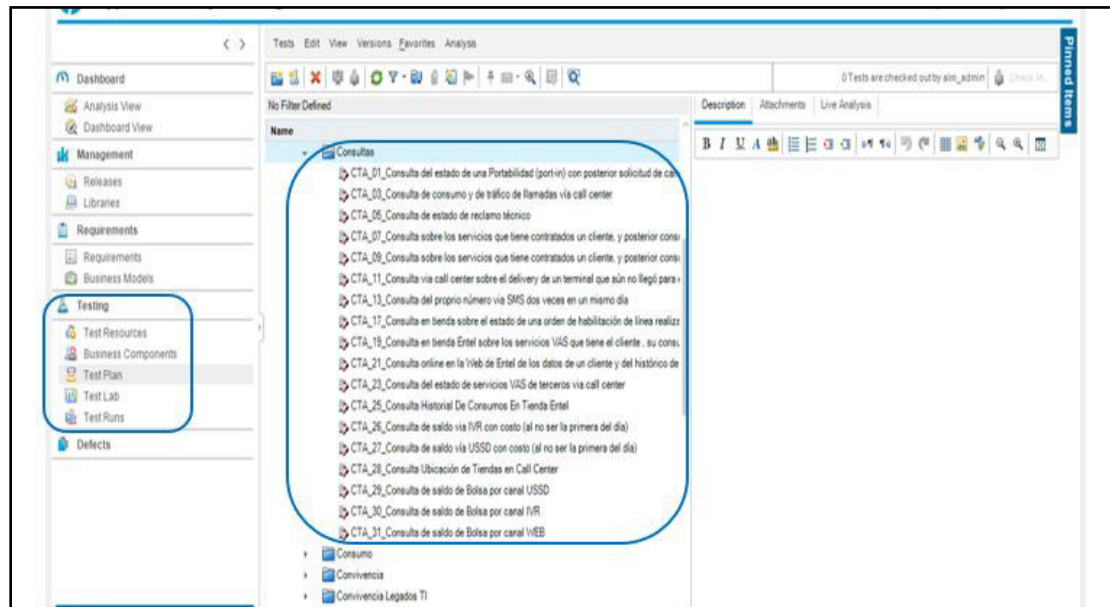 Tests Edit View Versions Favorites Analysis
Dashboard
Analysis View
Dashboard View
Management
Releases
Libraries
Requirements
Requirements
Business Models
Testing
Test Resources
Business Components
Test Plan
Test Lab
Test Runs
Defects
No Filter Defined
Name
Consultas
CTA_01_Consulta del estado de una Portabilidad (port-in) con posterior solicitud de
CTA_03_Consulta de consumo y de tráfico de llamadas vía call center
CTA_05_Consulta de estado de reclamo técnico
CTA_07_Consulta sobre los servicios que tiene contratados un cliente, y posterior
CTA_09_Consulta sobre los servicios que tiene contratados un cliente, y posterior
CTA_11_Consulta via call center sobre el delivery de un terminal que aún no llegó para
CTA_13_Consulta del propio número via SMS dos veces en un mismo día
CTA_17_Consulta en tienda sobre el estado de una orden de habilitación de línea
CTA_19_Consulta en tienda Entel sobre los servicios VAS que tiene el cliente , su
CTA_21_Consulta online en la Web de Entel de los datos de un cliente y del histórico de
CTA_23_Consulta del estado de servicios VAS de terceros via call center
CTA_25_Consulta Historial De Consumos En Tienda Entel
CTA_26_Consulta de saldo via IVR con costo (al no ser la primera del día)
CTA_27_Consulta de saldo vía USSD con costo (al no ser la primera del día)
CTA_28_Consulta Ubicación de Tiendas en Call Center
CTA_29_Consulta de saldo de Bolsa por canal USSD
CTA_30_Consulta de saldo de Bolsa por canal IVR
CTA_31_Consulta de saldo de Bolsa por canal WEB
Consumo
Convivencia
Convivencia Legados TI
0 Tests are checked out by alm_admin
Check In...
Description Attachments Live Analysis
B I U A ab
Pinned Items